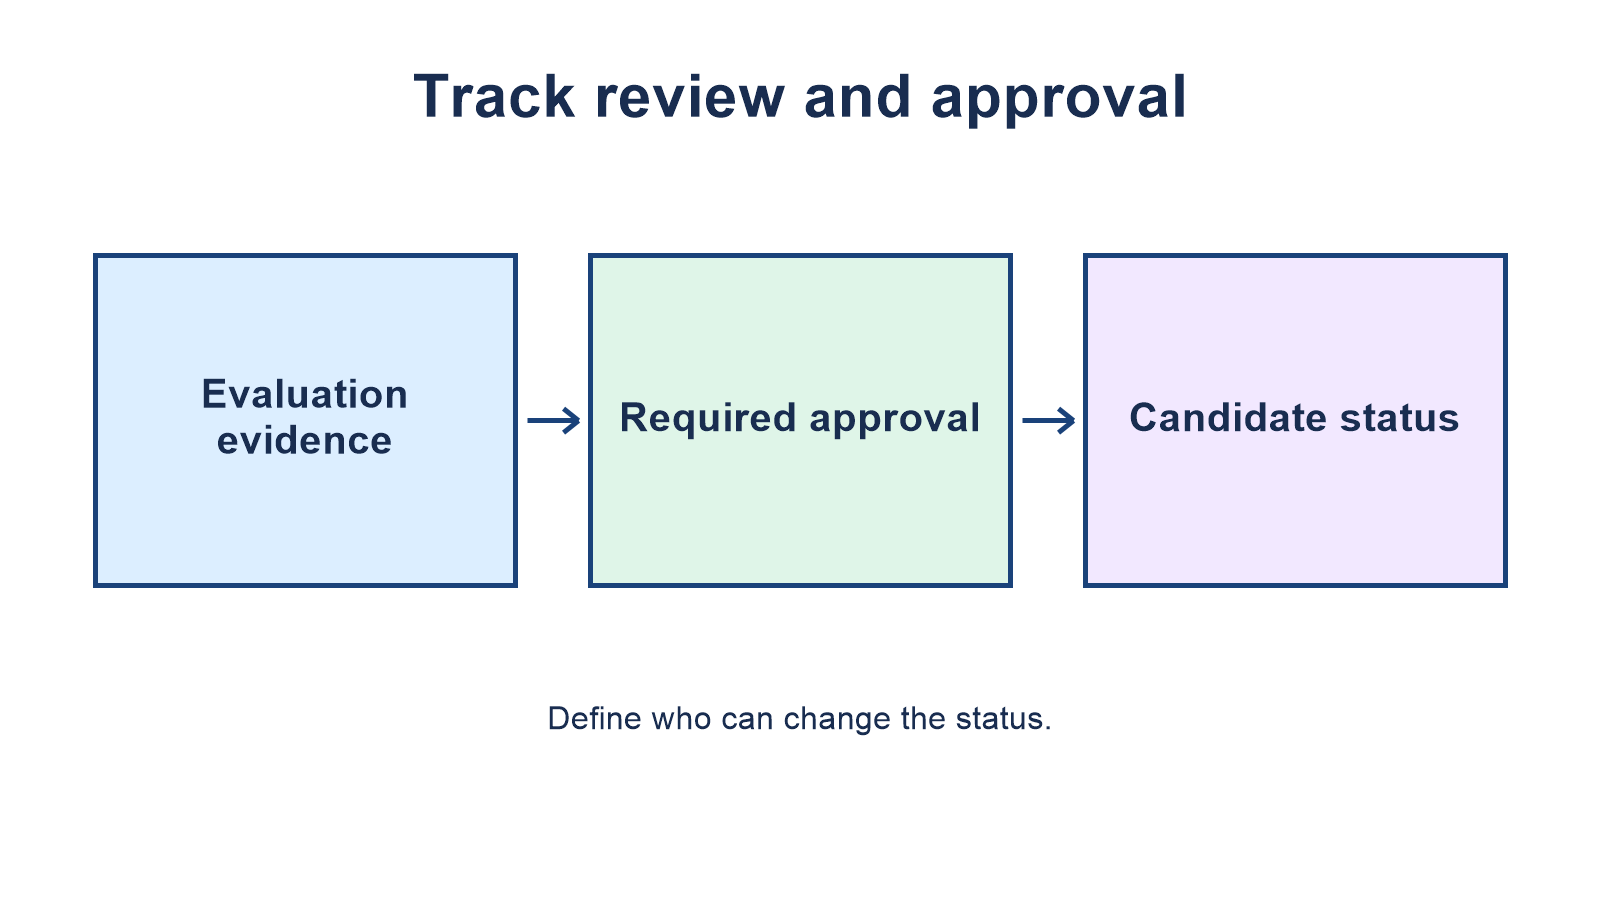 Track review and approval
Evaluation
evidence
Required approval
Candidate status
Define who can change the status.